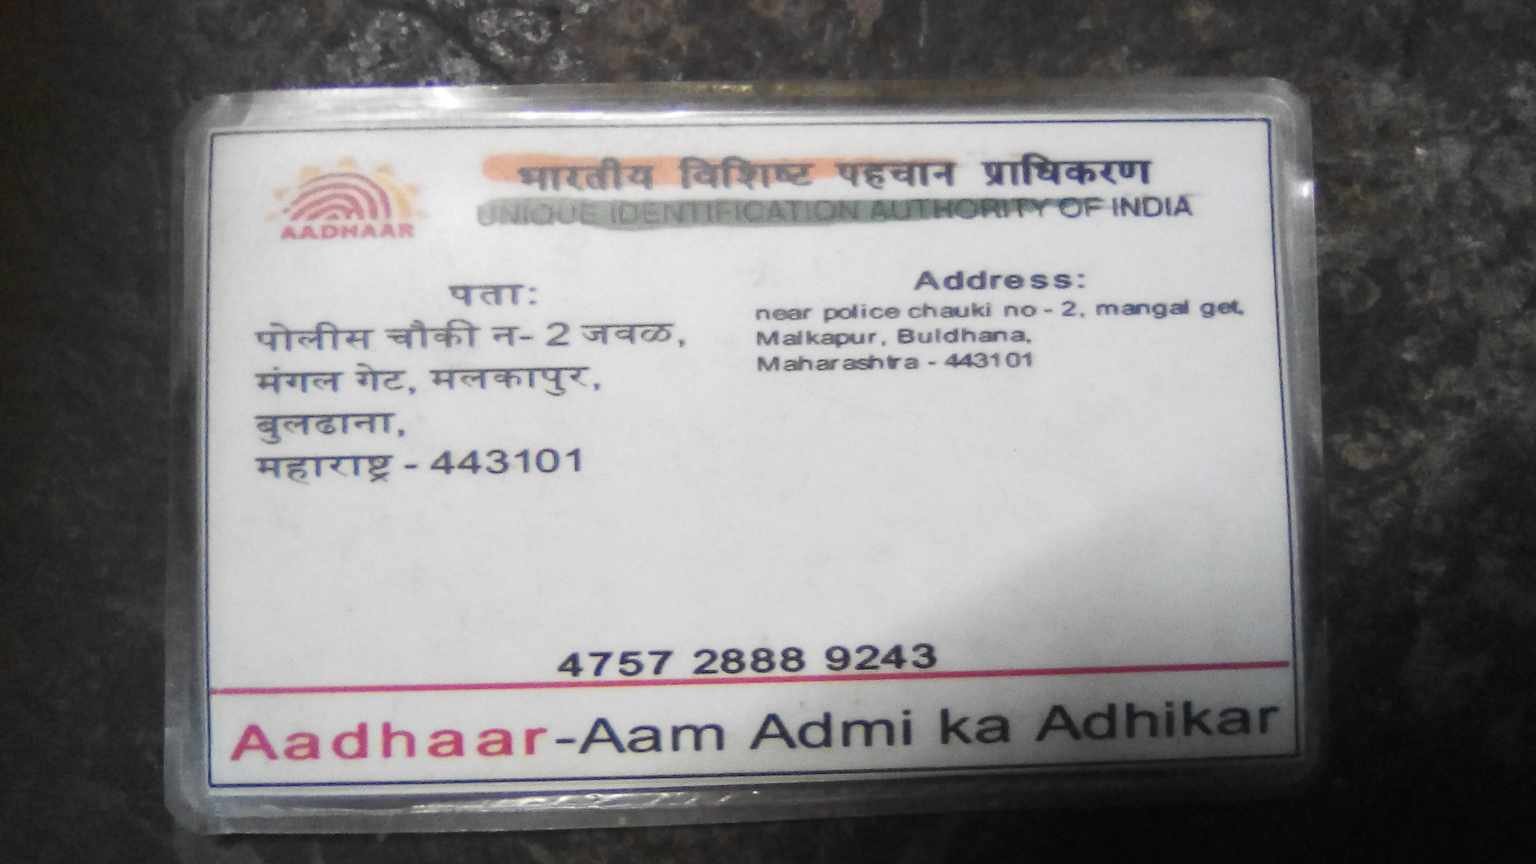 भारतीय विशिष्ट पहचान प्राधिकरण
UNIQUE IDENTIFICATION AUTHORITY OF INDIA
AADHAAR
पता:
पोलीस चौकी न- 2 जवळ,
मंगल गेट, मलकापुर,
बुलढाना,
महाराष्ट्र - 443101
Address:
near police chauki no - 2, mangal get,
Malkapur, Buldhana,
Maharashtra - 443101
4757 2888 9243
Aadhaar-Aam Admi ka Adhikar